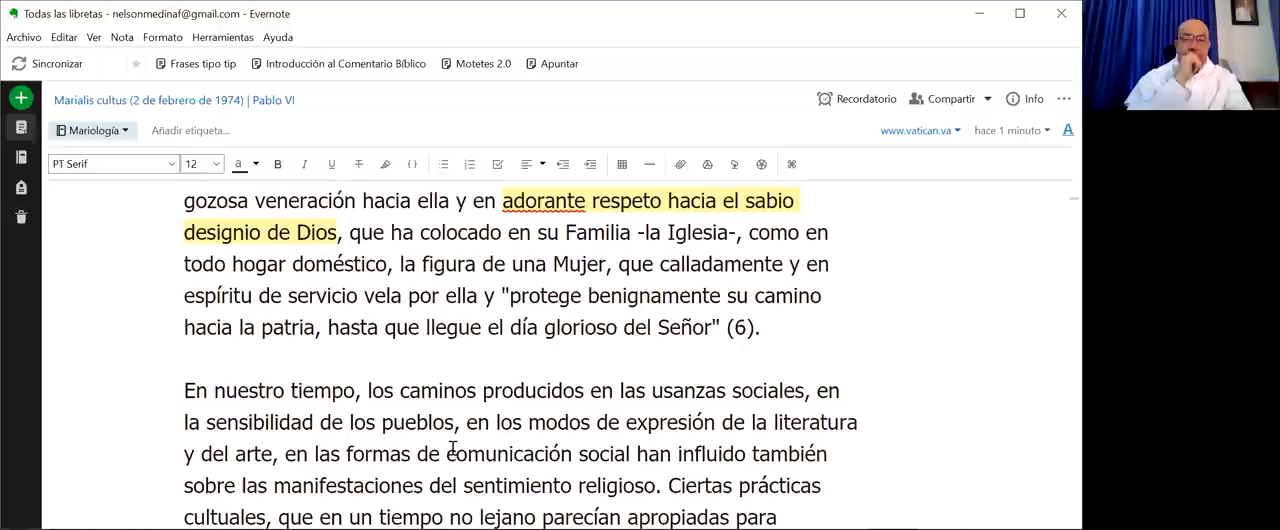 Todas las libretas - nelsonmedinaf@gmail.com - Evernote
Archivo Editar Ver Nota Formato Herramientas Ayuda
Sincronizar Frases tipo tip Introducción al Comentario Bíblico Motetes 2.0 Apuntar
Marialis cultus (2 de febrero de 1974) | Pablo VI Recordatorio Compartir Info
Mariología Añadir etiqueta... www.vatican.va hace 1 minuto A
PT Serif 12 a B I U T
gozosa veneración hacia ella y en adorante respeto hacia el sabio
designio de Dios, que ha colocado en su Familia -la Iglesia-, como en
todo hogar doméstico, la figura de una Mujer, que calladamente y en
espíritu de servicio vela por ella y "protege benignamente su camino
hacia la patria, hasta que llegue el día glorioso del Señor" (6).
En nuestro tiempo, los caminos producidos en las usanzas sociales, en
la sensibilidad de los pueblos, en los modos de expresión de la literatura
y del arte, en las formas de comunicación social han influido también
sobre las manifestaciones del sentimiento religioso. Ciertas prácticas
cultuales, que en un tiempo no lejano parecían apropiadas para